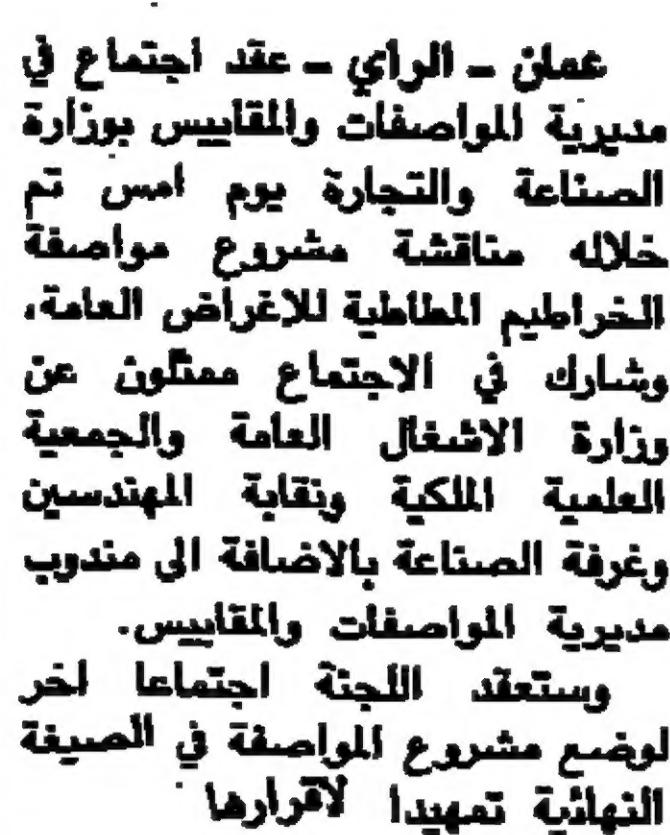 عمان ـ الراي ـ عقد اجتماع في
مديرية المواصفات والمقاييس بوزارة
الصناعة والتجارة يوم امس تم
خلاله مناقشة مشروع مواصفة
الخراطيم المطاطية للاغراض العامة،
وشارك في الاجتماع ممثلون عن
وزارة الاشغال العامة والجمعية
العلمية الملكية ونقابة المهندسين
وغرفة الصناعة بالاضافة الى مندوب
مديرية المواصفات والمقاييس.
وستعقد اللجنة اجتماعا اخر
لوضع مشروع المواصفة في الصيغة
النهائية تمهيدا لاقرارها